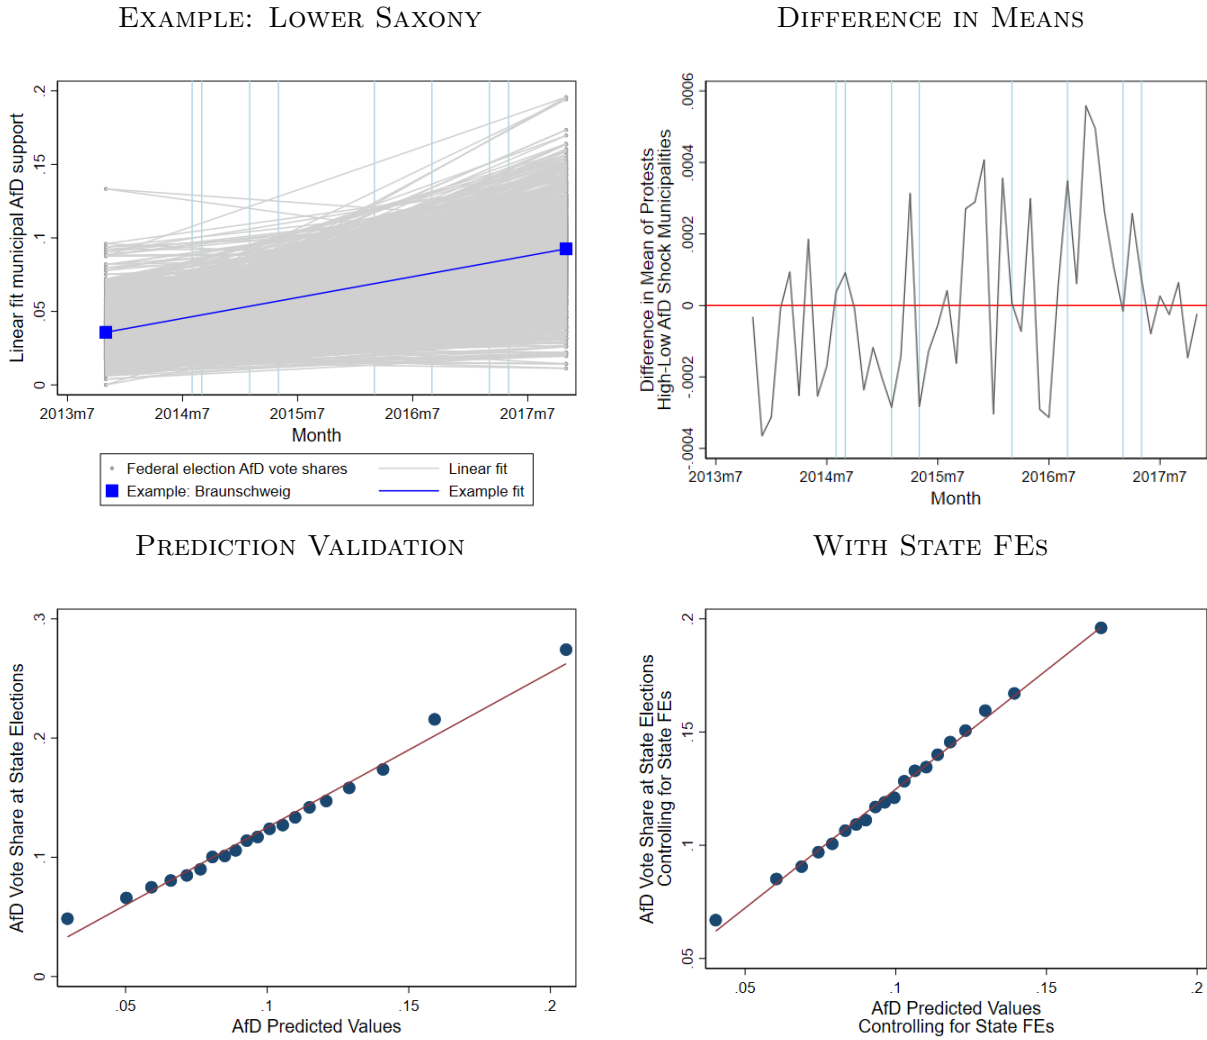 EXAMPLE: LOWER SAXONY
Linear fit municipal AfD support
.2
.15
.1
.05
0
2013m7 2014m7 2015m7 2016m7 2017m7
Month
Federal election AfD vote shares Linear fit
Example: Braunschweig Example fit
DIFFERENCE IN MEANS
Difference in Mean of Protests
High-Low AfD Shock Municipalities
.0006
.0004
.0002
0
-.0002
-.0004
2013m7 2014m7 2015m7 2016m7 2017m7
Month
PREDICTION VALIDATION
AfD Vote Share at State Elections
.3
.2
.1
0
.05 .1 .15 .2
AfD Predicted Values
WITH STATE FES
AfD Vote Share at State Elections
Controlling for State FEs
.2
.15
.1
.05
.05 .1 .15 .2
AfD Predicted Values
Controlling for State FEs